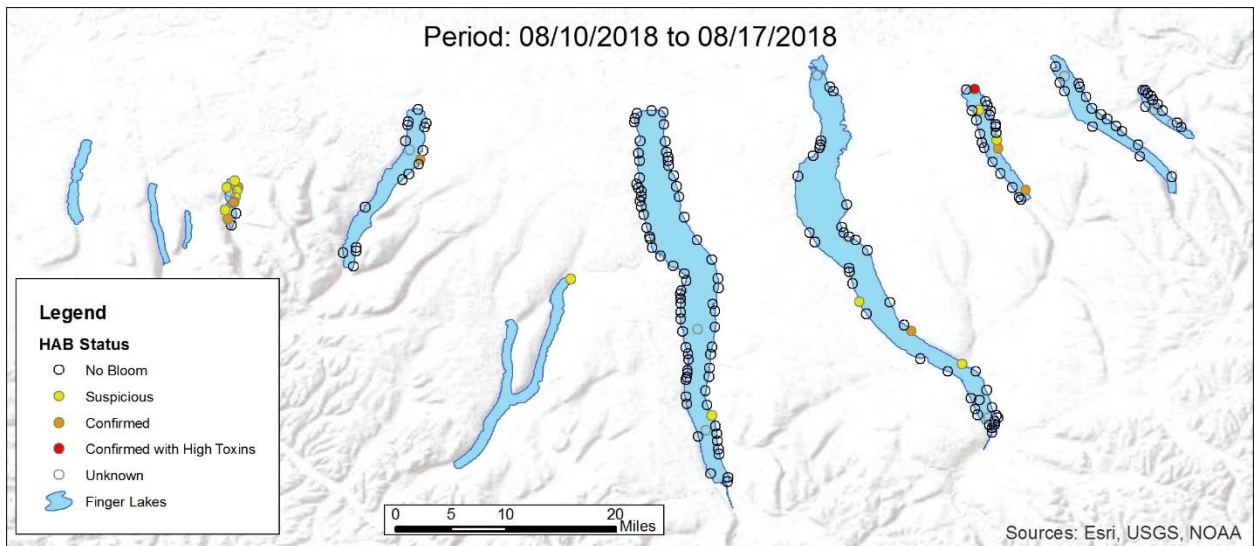 Period: 08/10/2018 to 08/17/2018
Legend
HAB Status
No Bloom
Suspicious
Confirmed
Confirmed with High Toxins
Unknown
Finger Lakes
0 5 10 20
Miles
Sources: Esri, USGS, NOAA